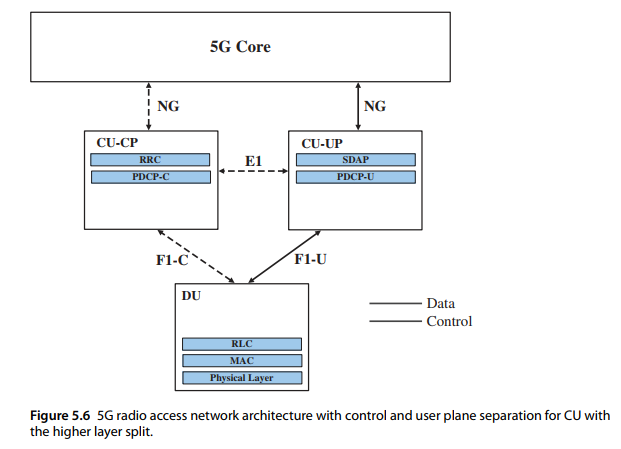 5G Core
NG
NG
CU-CP
RRC
PDCP-C
E1
CU-UP
SDAP
PDCP-U
F1-C
F1-U
DU
RLC
MAC
Physical Layer
Data
Control
Figure 5.6 5G radio access network architecture with control and user plane separation for CU with
the higher layer split.